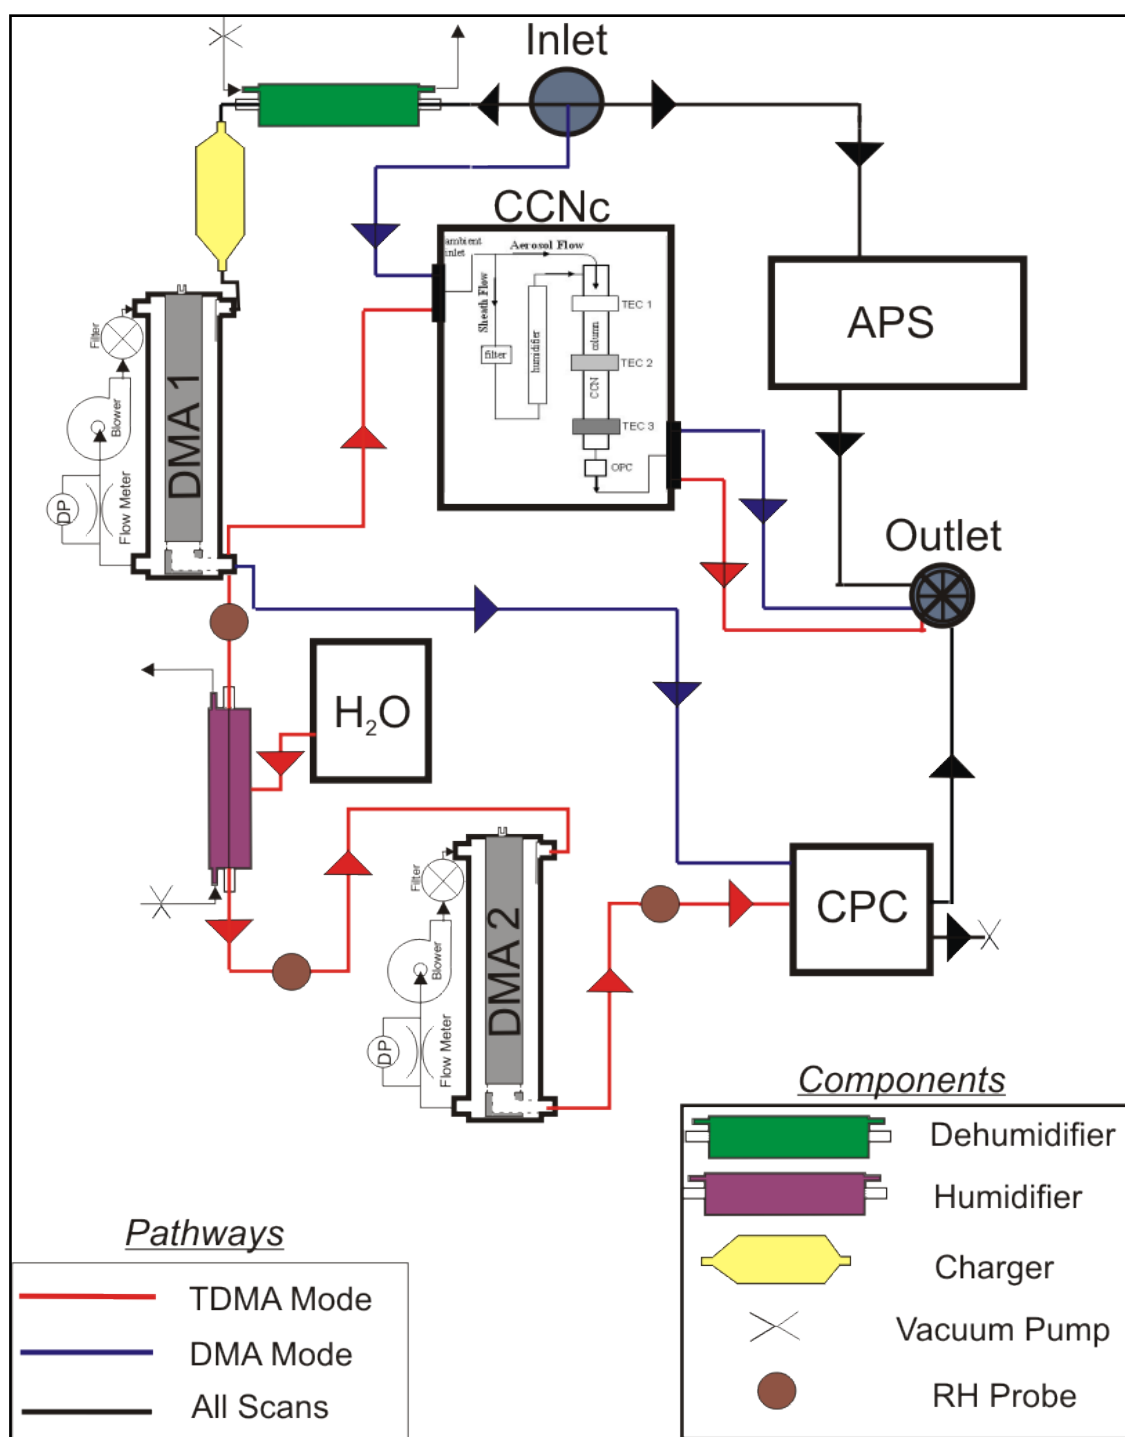 Inlet
CCNc
ambient
inlet
Aerosol Flow
Sheath Flow
filter
humidifier
column
CCN
TEC 1
TEC 2
TEC 3
OPC
APS
Filter
Blower
DP
Flow Meter
DMA 1
Outlet
H₂O
Filter
Blower
DP
Flow Meter
DMA 2
CPC
Components
Dehumidifier
Humidifier
Charger
Vacuum Pump
RH Probe
Pathways
TDMA Mode
DMA Mode
All Scans